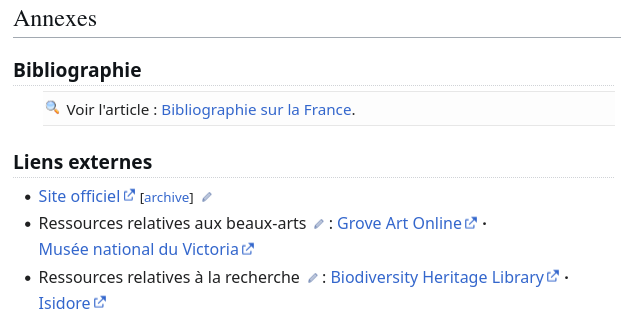 Annexes
Bibliographie
Voir l'article : Bibliographie sur la France.
Liens externes
• Site officiel [archive]
• Ressources relatives aux beaux-arts : Grove Art Online ·
Musée national du Victoria
• Ressources relatives à la recherche : Biodiversity Heritage Library ·
Isidore